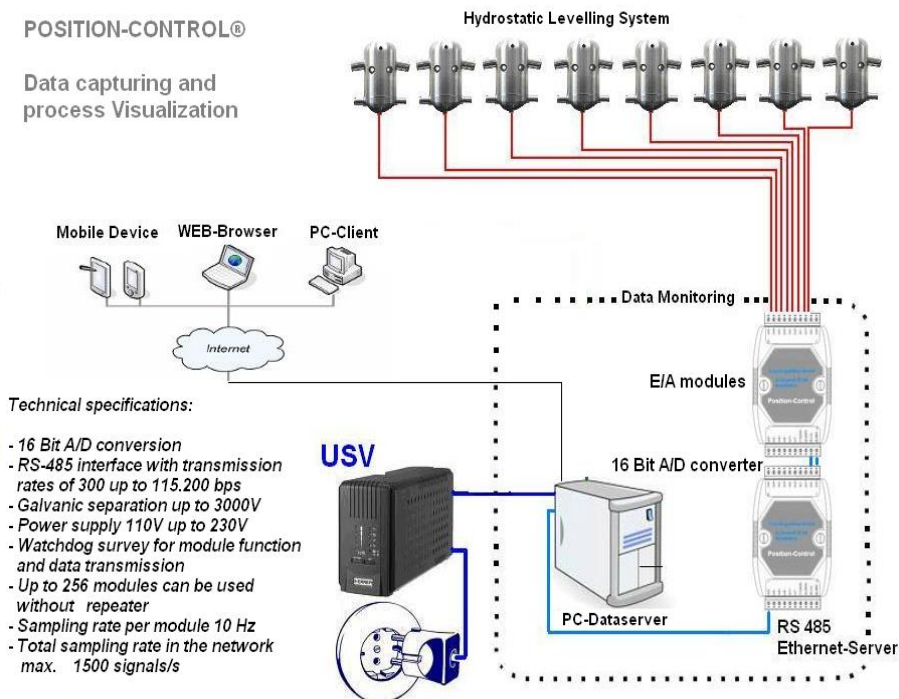 POSITION-CONTROL®
Data capturing and
process Visualization
Hydrostatic Levelling System
Mobile Device
WEB-Browser
PC-Client
Internet
Data Monitoring
E/A modules
Position-Control
16 Bit A/D converter
Position-Control
RS 485
Ethernet-Server
PC-Dataserver
USV
Technical specifications:
- 16 Bit A/D conversion
- RS-485 interface with transmission
rates of 300 up to 115.200 bps
- Galvanic separation up to 3000V
- Power supply 110V up to 230V
- Watchdog survey for module function
and data transmission
- Up to 256 modules can be used
without repeater
- Sampling rate per module 10 Hz
- Total sampling rate in the network
max. 1500 signals/s